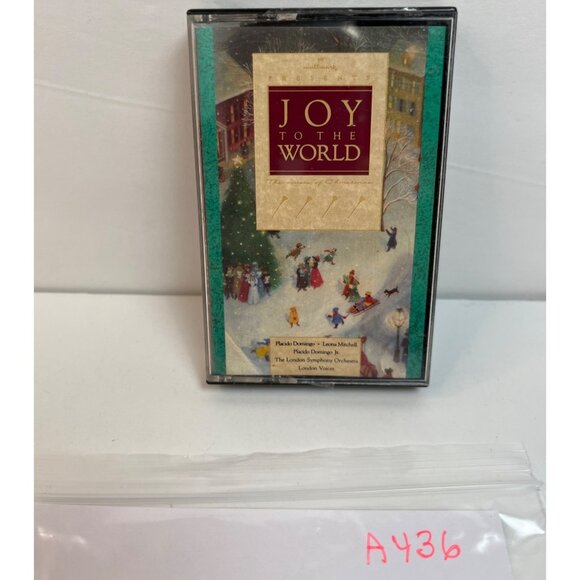 Hallmark
PRESENTS
JOY
TO THE
WORLD
The voices of Christmas
Placido Domingo • Leona Mitchell
Placido Domingo Jr.
The London Symphony Orchestra
London Voices
A436